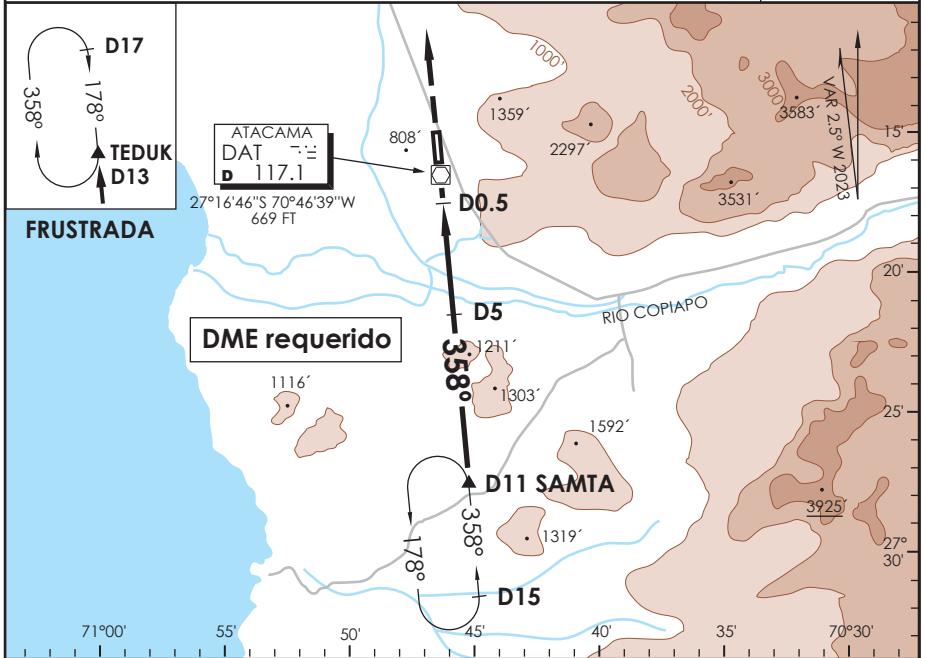 D17
358°
178°
TEDUK
D13
FRUSTRADA
ATACAMA
DAT
D 117.1
27°16'46"S 70°46'39"W
669 FT
808´
1000´
1359´
2297´
2000´
3000´
3583´
3531´
VAR 2.5° W 2023
15'
D0.5
20'
RIO COPIAPO
D5
DME requerido
358°
1211´
1303´
1116´
25'
1592´
D11 SAMTA
3925´
358°
178°
1319´
27°
30'
D15
71°00'
55'
50'
45'
40'
35'
70°30'